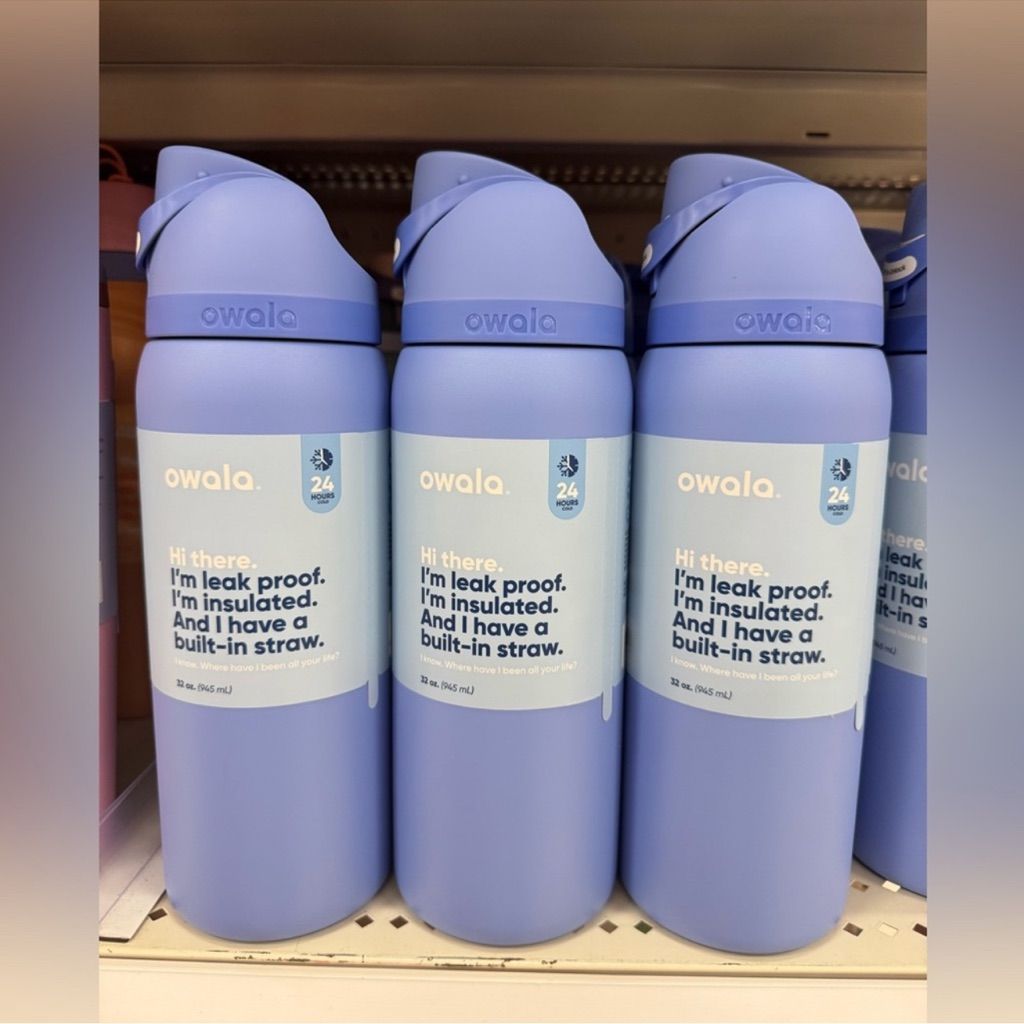 owala
owala
owala
owala
24
HOURS
COLD
Hi there.
I'm leak proof.
I'm insulated.
And I have a
built-in straw.
I know. Where have I been all your life?
32 oz. (945 mL)
owala
24
HOURS
COLD
Hi there.
I'm leak proof.
I'm insulated.
And I have a
built-in straw.
I know. Where have I been all your life?
32 oz. (945 mL)
owala
24
HOURS
COLD
Hi there.
I'm leak proof.
I'm insulated.
And I have a
built-in straw.
I know. Where have I been all your life?
32 oz. (945 mL)